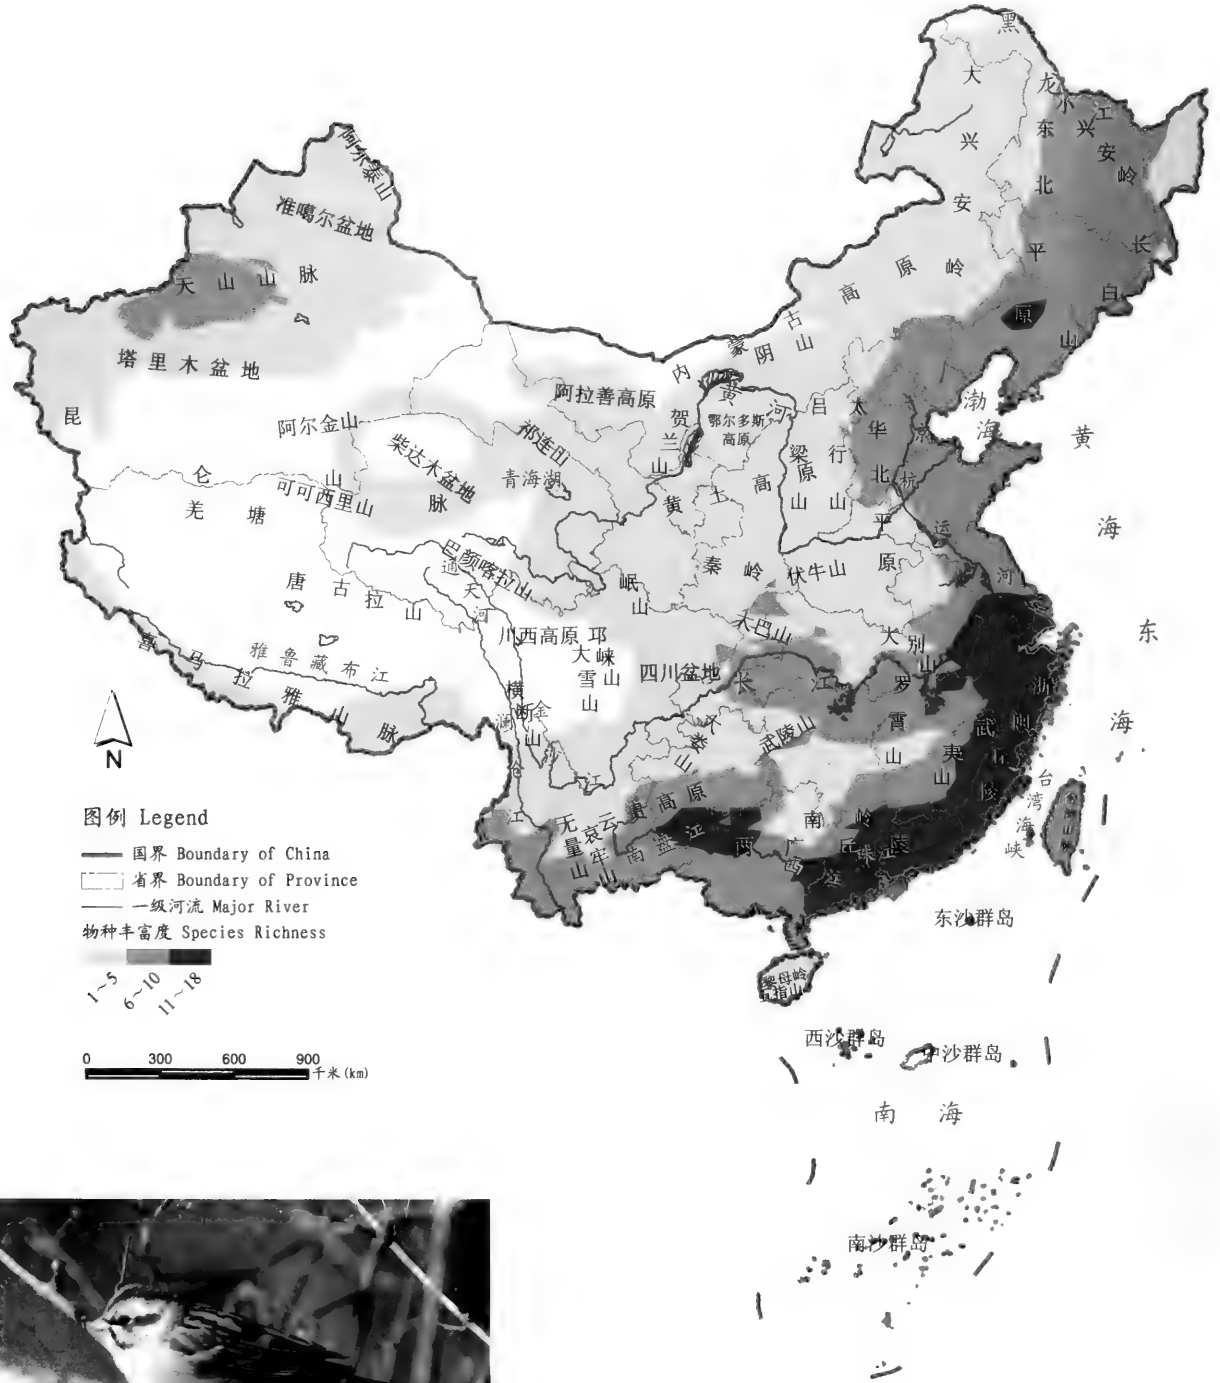 黑龙江
大兴安岭
小兴安岭
东北平原
长白山
阿尔泰山
准噶尔盆地
天山山脉
塔里木盆地
内蒙古高原
阴山
阿拉善高原
贺兰山
黄河
鄂尔多斯
高原
吕梁山
太行山
渤海
黄海
华北平原
京杭运河
昆仑山脉
阿尔金山
祁连山
柴达木盆地
青海湖
可可西里山
羌塘
黄土高原
秦岭
伏牛山
巴颜喀拉山
通天河
岷山
唐古拉山
大巴山
大别山
川西高原
邛崃山
大雪山
四川盆地
长江
东海
喜马拉雅山脉
雅鲁藏布江
横断山
金
江
澜沧江
武陵山
大娄山
罗霄山
武夷山
浙闽丘陵
N
台湾海峡
云贵高原
无量山
哀牢山
南盘江
南岭
两广丘陵
西江
珠江
图例 Legend
国界 Boundary of China
省界 Boundary of Province
一级河流 Major River
物种丰富度 Species Richness
1～5
6～10
11～18
0 300 600 900
千米(km)
东沙群岛
黎母岭
五指山
西沙群岛
中沙群岛
南海
南沙群岛